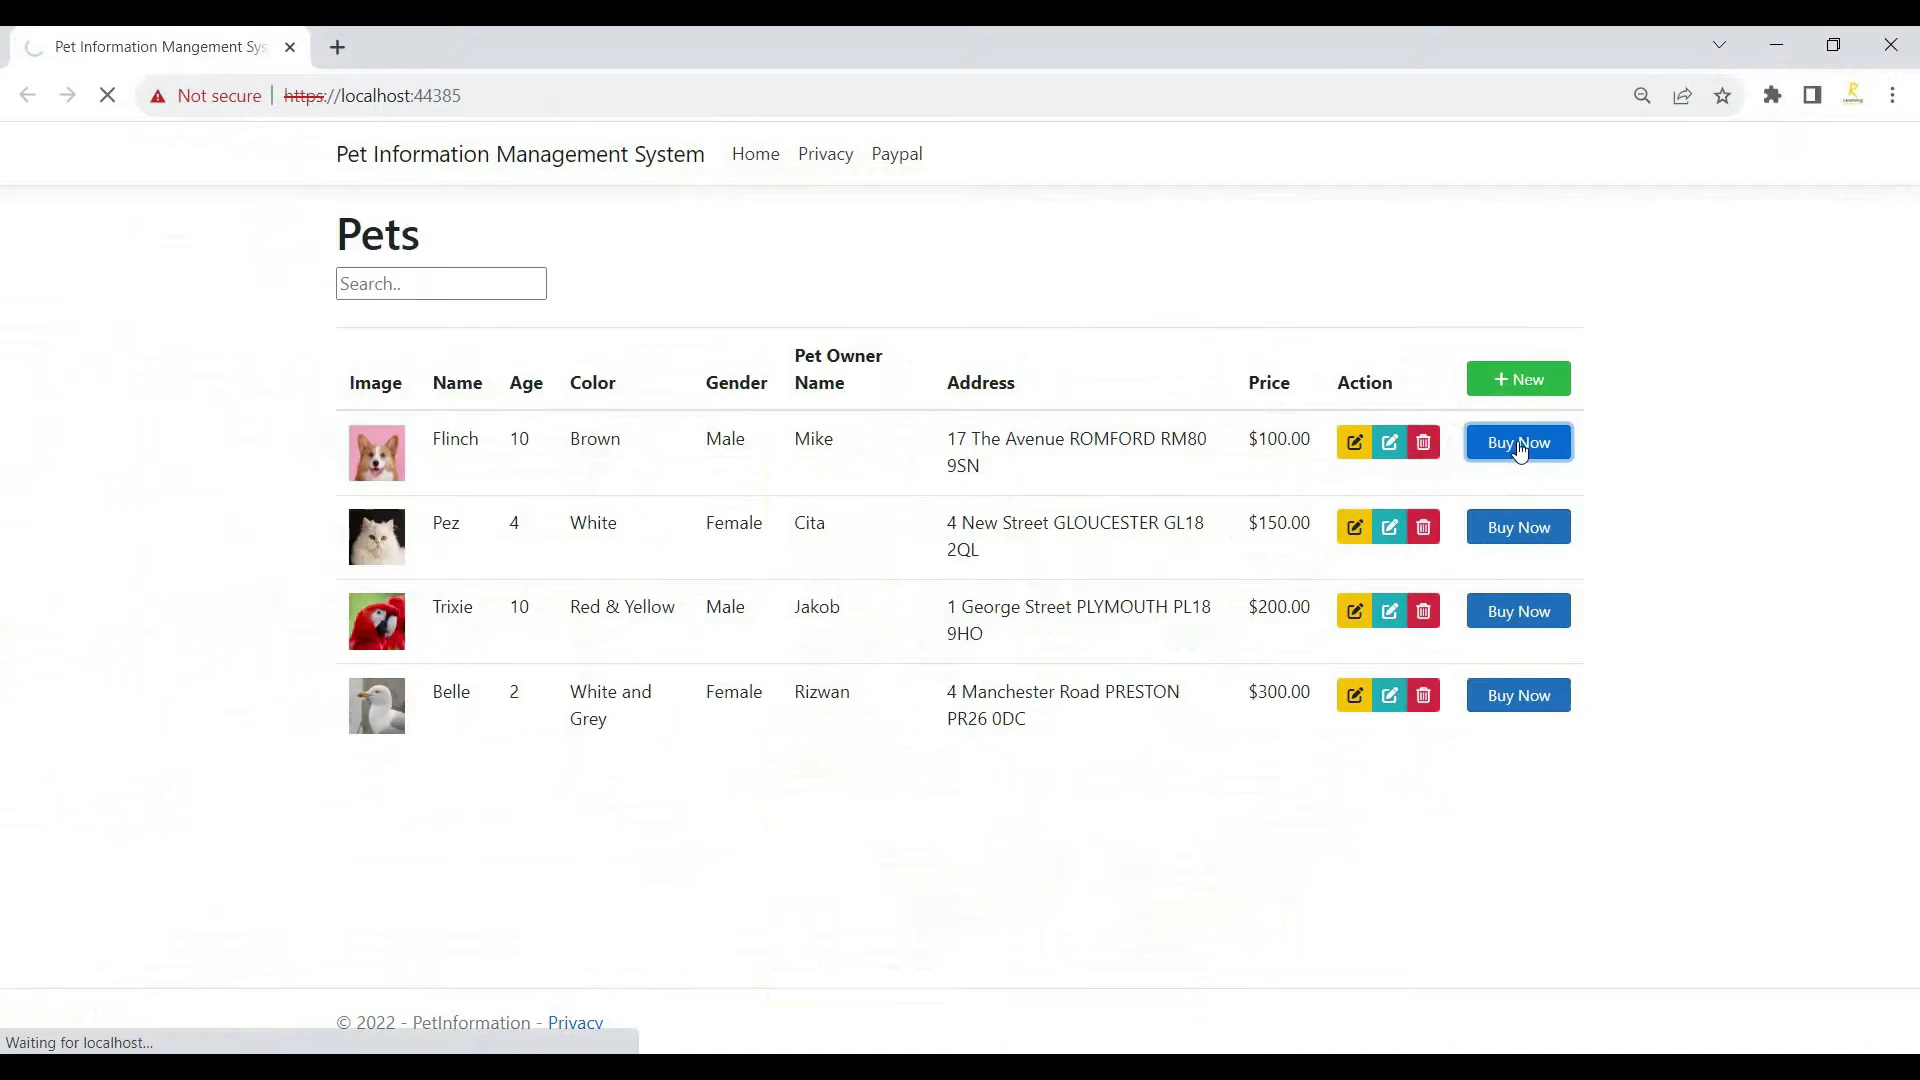 Pet Information Mangement Sys
Not secure | https://localhost:44385
Pet Information Management System Home Privacy Paypal
Pets
Search..
Image Name Age Color Gender Pet Owner Name Address Price Action + New
Flinch 10 Brown Male Mike 17 The Avenue ROMFORD RM80 $100.00 Buy Now
9SN
Pez 4 White Female Cita 4 New Street GLOUCESTER GL18 $150.00 Buy Now
2QL
Trixie 10 Red & Yellow Male Jakob 1 George Street PLYMOUTH PL18 $200.00 Buy Now
9HO
Belle 2 White and Female Rizwan 4 Manchester Road PRESTON $300.00 Buy Now
Grey PR26 0DC
© 2022 - PetInformation - Privacy
Waiting for localhost...